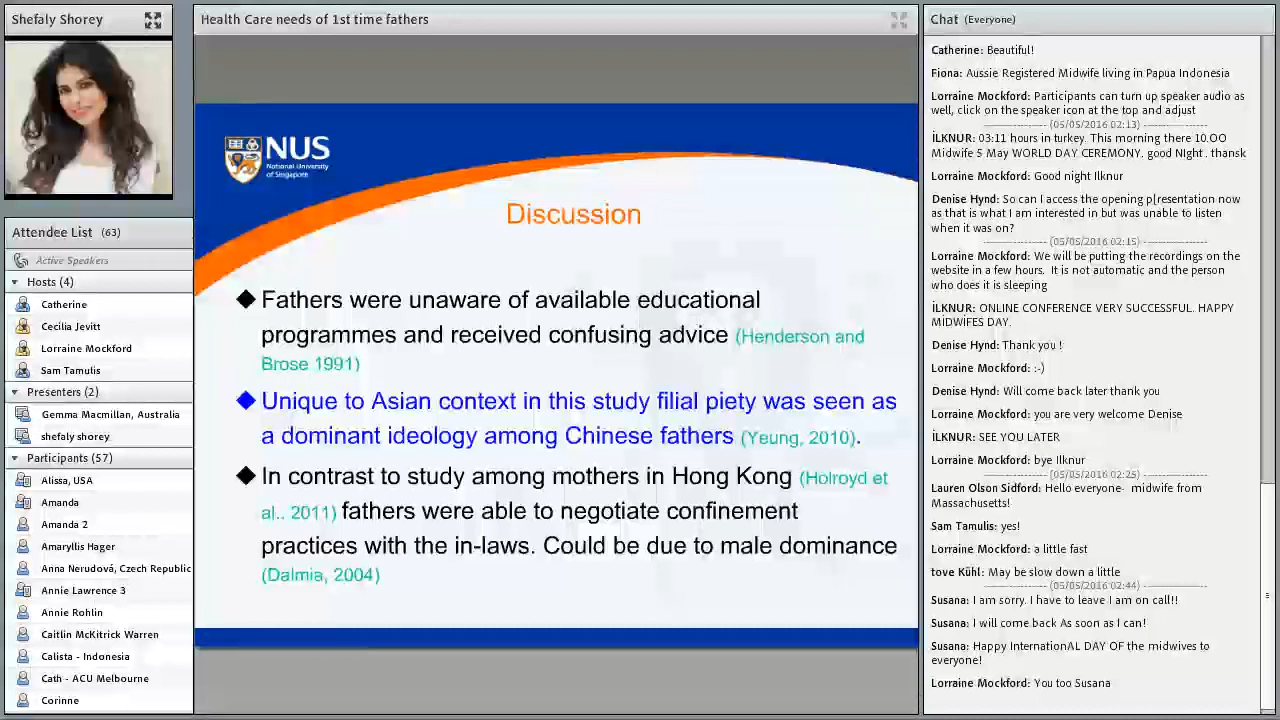 Shefaly Shorey
Health Care needs of 1st time fathers
Chat (Everyone)
Attendee List (63)
Active Speakers
Hosts (4)
Catherine
Cecilia Jevitt
Lorraine Mockford
Sam Tamulis
Presenters (2)
Gemma Macmillan, Australia
shefaly shorey
Participants (57)
Alissa, USA
Amanda
Amanda 2
Amaryllis Hager
Anna Nerudová, Czech Republic
Annie Lawrence 3
Annie Rohlin
Caitlin McKitrick Warren
Calista - Indonesia
Cath - ACU Melbourne
Corinne
NUS
National University
of Singapore
Discussion
Fathers were unaware of available educational
programmes and received confusing advice (Henderson and
Brose 1991)
Unique to Asian context in this study filial piety was seen as
a dominant ideology among Chinese fathers (Yeung, 2010).
In contrast to study among mothers in Hong Kong (Holroyd et
al.. 2011) fathers were able to negotiate confinement
practices with the in-laws. Could be due to male dominance
(Dalmia, 2004)
Catherine: Beautiful!
Fiona: Aussie Registered Midwife living in Papua Indonesia
Lorraine Mockford: Participants can turn up speaker audio as
well, click on the speaker icon at the top and adjust
(05/05/2016 02:13)
İLKNUR: 03:11 hours in turkey. This morning there 10.OO
Midwife 5 May WORLD DAY CEREMONY. good NIght . thansk
Lorraine Mockford: Good night Ilknur
Denise Hynd: So can I access the opening p[resentation now
as that is what I am interested in but was unable to listen
when it was on?
(05/05/2016 02:15)
Lorraine Mockford: We will be putting the recordings on the
website in a few hours. It is not automatic and the person
who does it is sleeping
İLKNUR: ONLINE CONFERENCE VERY SUCCESSFUL. HAPPY
MIDWİFES DAY.
Denise Hynd: Thank you !
Lorraine Mockford: :-)
Denise Hynd: Will come back later thank you
Lorraine Mockford: you are very welcome Denise
İLKNUR: SEE YOU LATER
Lorraine Mockford: bye Ilknur
(05/05/2016 02:25)
Lauren Olson Sidford: Hello everyone- midwife from
Massachusetts!
Sam Tamulis: yes!
Lorraine Mockford: a little fast
tove Kühl: May be slow down a little
(05/05/2016 02:44)
Susana: I am sorry. I have to leave I am on call!!
Susana: I will come back As soon as I can!
Susana: Happy InternationAL DAY OF the midwives to
everyone!
Lorraine Mockford: You too Susana